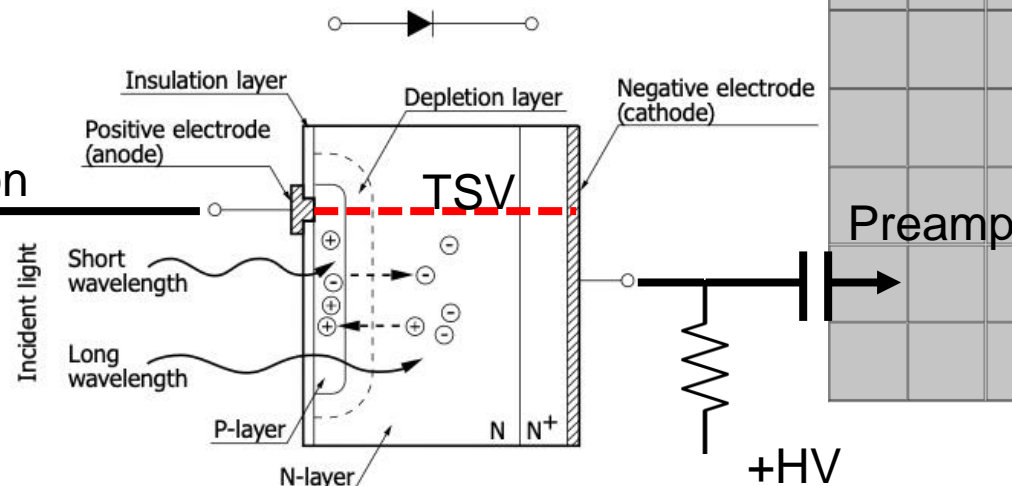 Insulation layer
Depletion layer
Negative electrode
(cathode)
Positive electrode
(anode)
on
TSV
Preamp
Incident light
Short
wavelength
Long
wavelength
P-layer
N
N+
N-layer
+HV